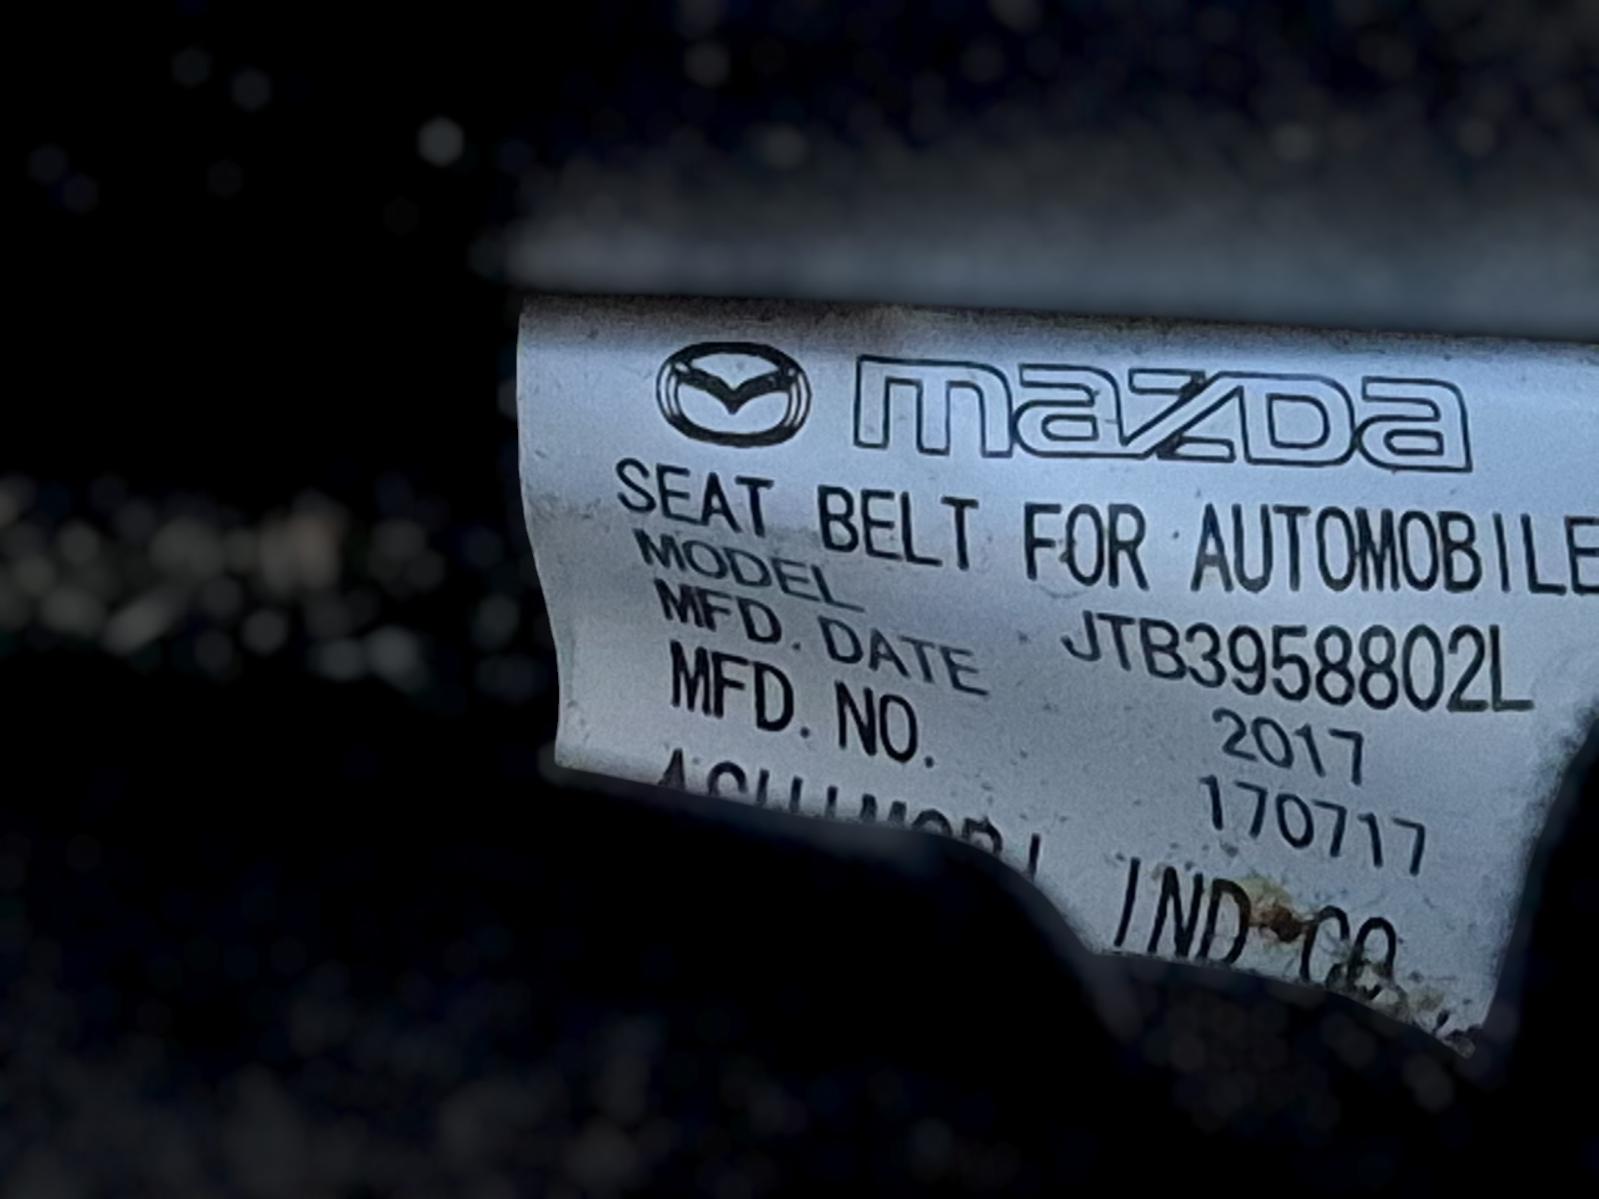 mazda
SEAT BELT FOR AUTOMOBILE
MODEL JTB3958802L
MFD. DATE 2017
MFD. NO. 170717
IND CO